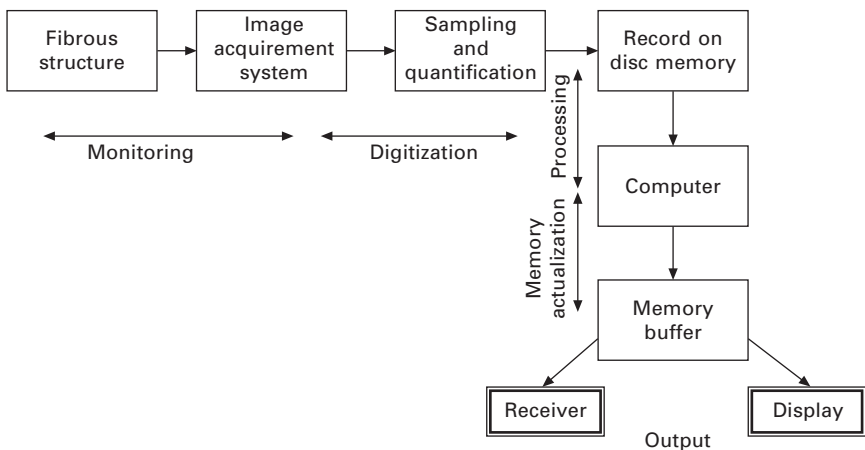 Fibrous
structure
Image
acquirement
system
Sampling
and
quantification
Record on
disc memory
Monitoring
Digitization
Processing
Computer
Memory
actualization
Memory
buffer
Receiver
Display
Output